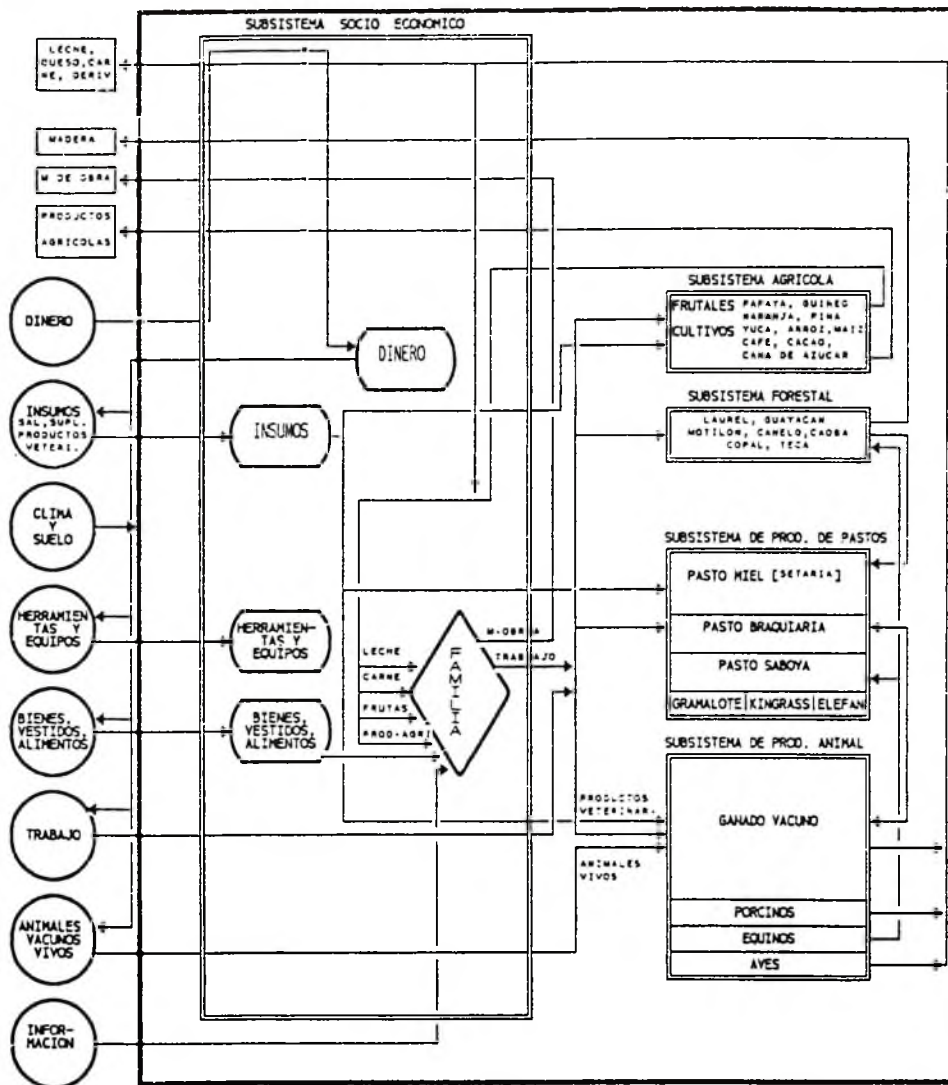 SUBSISTEMA SOCIO ECONOMICO
LECHE,
QUESO,CAR
NE, DERIV
MADERA
M DE OBRA
PRODUCTOS
AGRICOLAS
DINERO
INSUMOS
SAL,SUPL.
PRODUCTOS
VETERI.
CLIMA
Y
SUELO
HERRAMIEN
TAS Y
EQUIPOS
BIENES,
VESTIDOS,
ALIMENTOS
TRABAJO
ANIMALES
VACUNOS
VIVOS
INFOR-
MACION
DINERO
INSUMOS
HERRAMIEN-
TAS Y
EQUIPOS
BIENES,
VESTIDOS,
ALIMENTOS
LECHE
CARNE
FRUTAS
PROD-AGRI
FAMILIA
M-OBRA
TRABAJO
PRODUCTOS
VETERINAR.
ANIMALES
VIVOS
SUBSISTEMA AGRICOLA
FRUTALES PAPAYA, GUINEO
NARANJA, PINA
CULTIVOS YUCA, ARROZ,MAIZ
CAFE, CACAO,
CANA DE AZUCAR
SUBSISTEMA FORESTAL
LAUREL, GUAYACAN
MOTILON, CANELO,CAOBA
COPAL, TECA
SUBSISTEMA DE PROD. DE PASTOS
PASTO MIEL [SETARIA]
PASTO BRAQUIARIA
PASTO SABOYA
GRAMALOTE|KINGRASS|ELEFAN
SUBSISTEMA DE PROD. ANIMAL
GANADO VACUNO
PORCINOS
EQUINOS
AVES